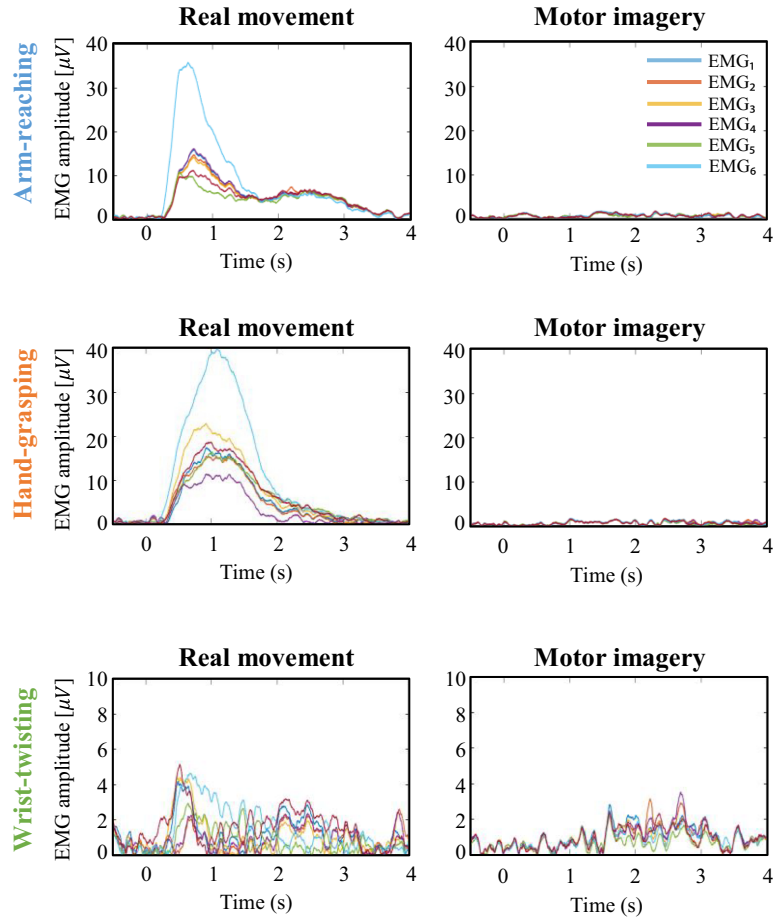 Real movement
Motor imagery
Arm-reaching
EMG amplitude [μV]
40
30
20
10
0
0 1 2 3 4
Time (s)
40
30
20
10
0
EMG₁
EMG₂
EMG₃
EMG₄
EMG₅
EMG₆
0 1 2 3 4
Time (s)
Real movement
Motor imagery
Hand-grasping
EMG amplitude [μV]
40
30
20
10
0
0 1 2 3 4
Time (s)
40
30
20
10
0
0 1 2 3 4
Time (s)
Real movement
Motor imagery
Wrist-twisting
EMG amplitude [μV]
10
8
6
4
2
0
0 1 2 3 4
Time (s)
10
8
6
4
2
0
0 1 2 3 4
Time (s)